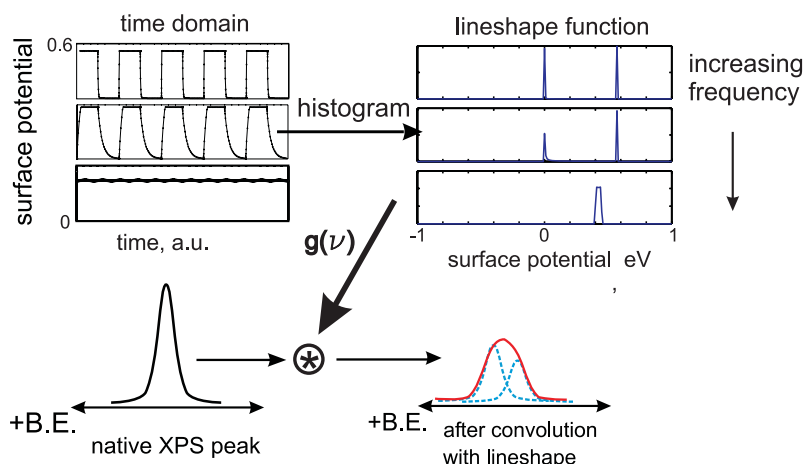 time domain
lineshape function
0.6
surface potential
0
histogram
increasing
frequency
time, a.u.
g(ν)
-1
0
1
surface potential eV
,
*
+B.E.
native XPS peak
+B.E.
after convolution
with lineshape